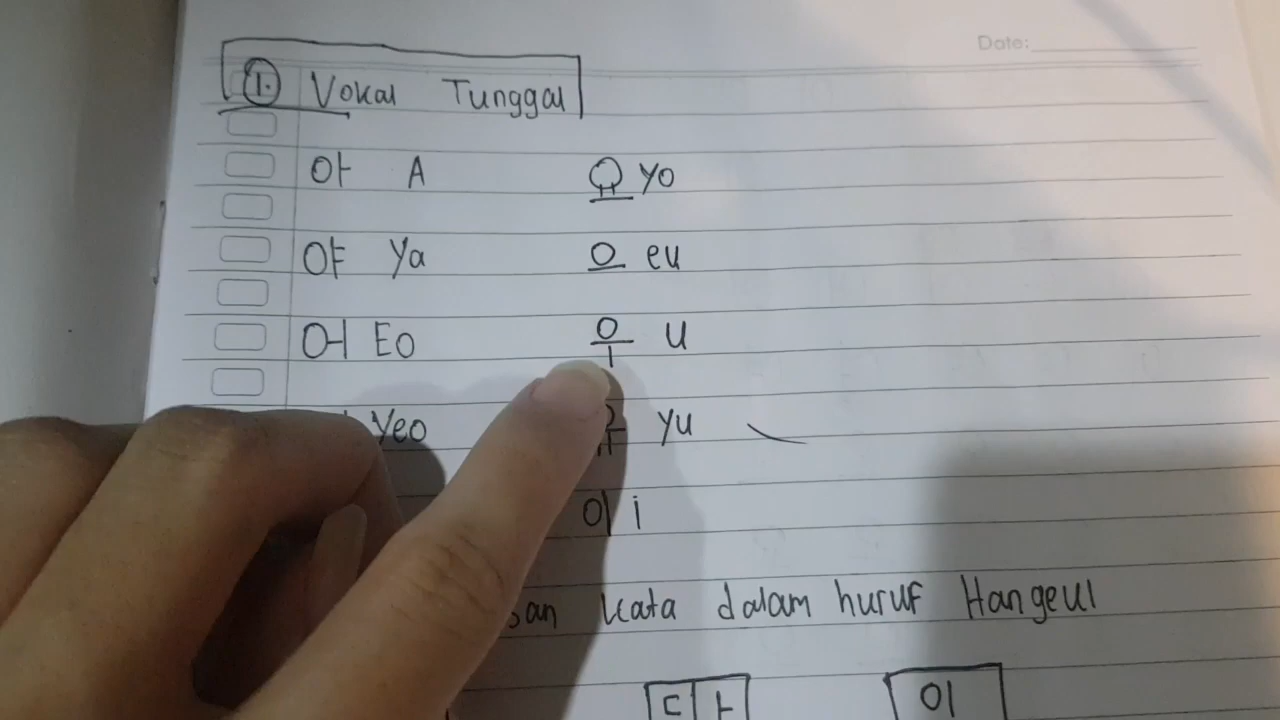 Date:
1. Vokal Tunggal
아 A 요 yo
야 Ya 으 eu
어 Eo 우 u
Yeo 유 yu
이 i
kata dalam huruf Hangeul
ㄷ ㅏ 이